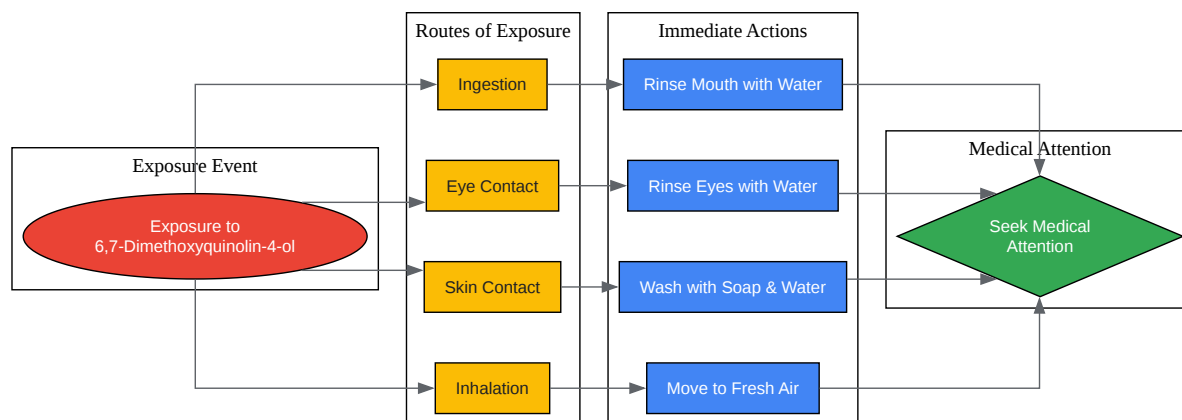 Routes of Exposure
Immediate Actions
Ingestion
Rinse Mouth with Water
Exposure Event
Medical Attention
Eye Contact
Rinse Eyes with Water
Exposure to
6,7-Dimethoxyquinolin-4-ol
Seek Medical
Attention
Skin Contact
Wash with Soap & Water
Inhalation
Move to Fresh Air